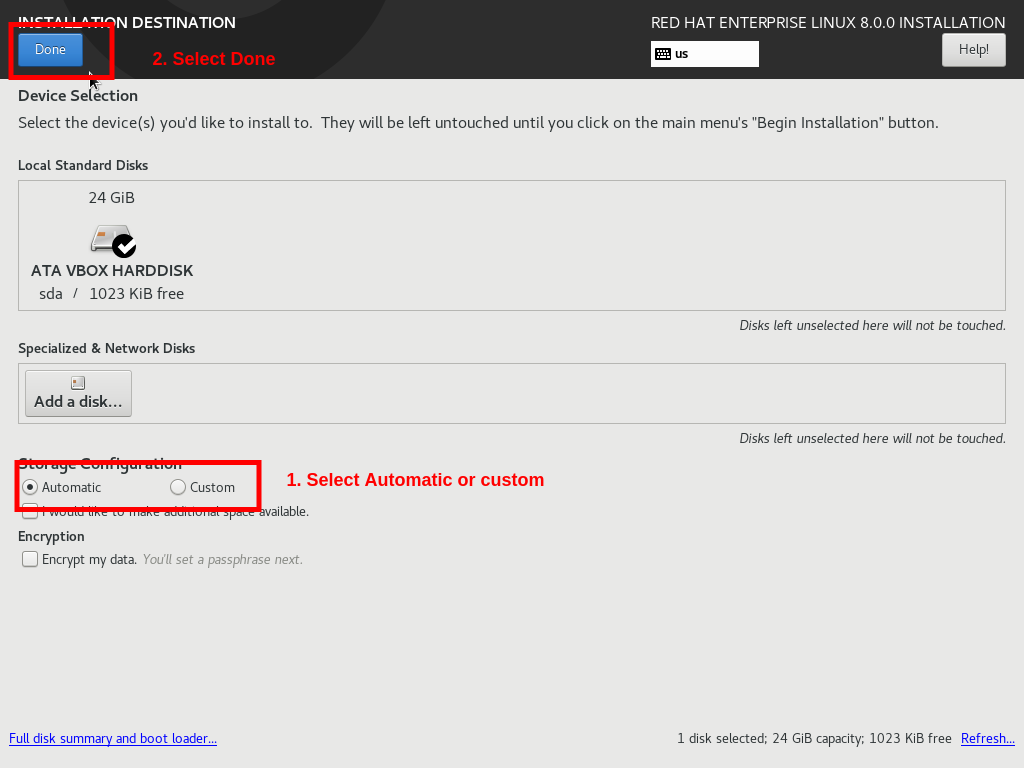 INSTALLATION DESTINATION
RED HAT ENTERPRISE LINUX 8.0.0 INSTALLATION
Done
2. Select Done
us
Help!
Device Selection
Select the device(s) you'd like to install to.  They will be left untouched until you click on the main menu's "Begin Installation" button.
Local Standard Disks
24 GiB
ATA VBOX HARDDISK
sda / 1023 KiB free
Disks left unselected here will not be touched.
Specialized & Network Disks
Add a disk...
Disks left unselected here will not be touched.
Storage Configuration
Automatic
Custom
1. Select Automatic or custom
I would like to make additional space available.
Encryption
Encrypt my data. You'll set a passphrase next.
Full disk summary and boot loader...
1 disk selected; 24 GiB capacity; 1023 KiB free
Refresh...